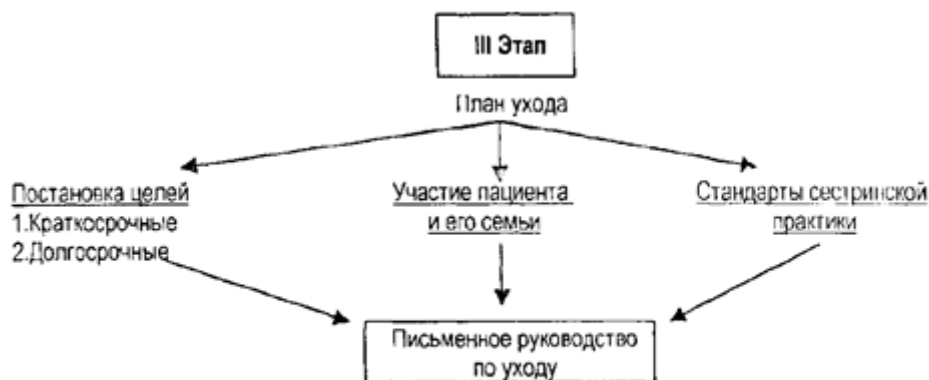 III Этап
План ухода
Постановка целей
1.Краткосрочные
2.Долгосрочные
Участие пациента
и его семьи
Стандарты сестринской
практики
Письменное руководство
по уходу